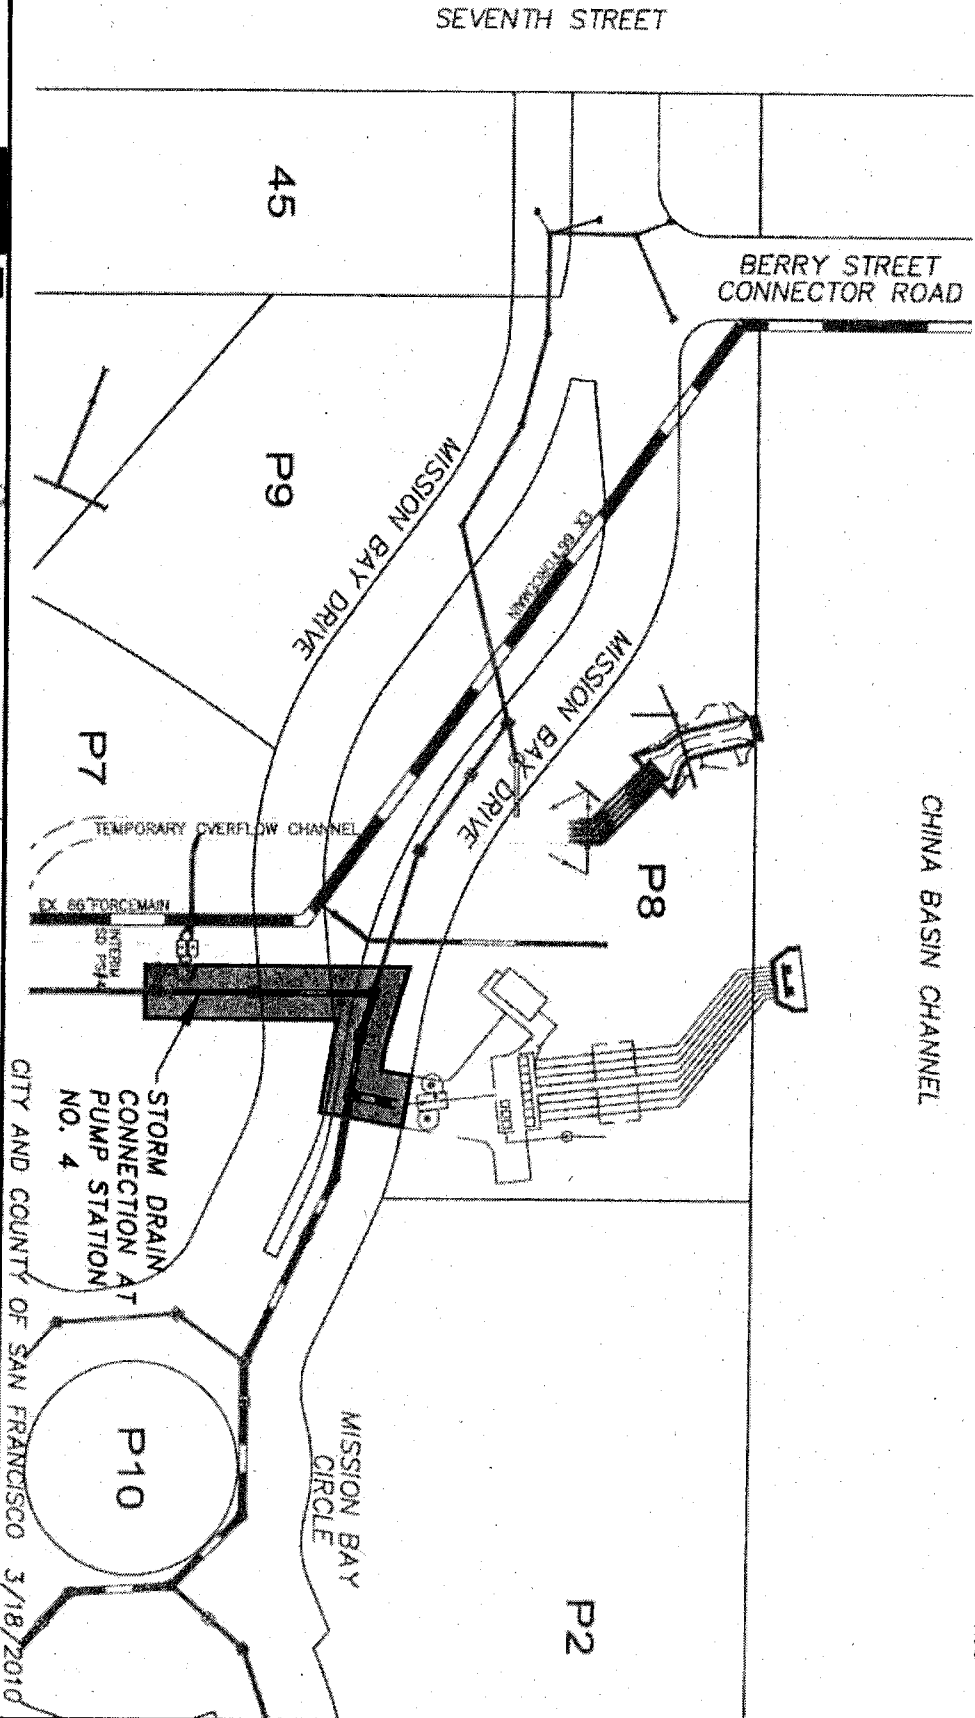 SEVENTH STREET
45
BERRY STREET
CONNECTOR ROAD
P9
MISSION BAY DRIVE
EX 66" FORCEMAIN
MISSION BAY DRIVE
P7
TEMPORARY OVERFLOW CHANNEL
P8
CHINA BASIN CHANNEL
EX 66" FORCEMAIN
INTERIM
STORM DRAIN
CONNECTION AT
PUMP STATION
NO. 4
MISSION BAY
CIRCLE
P10
P2
CITY AND COUNTY OF SAN FRANCISCO 3/18/2010